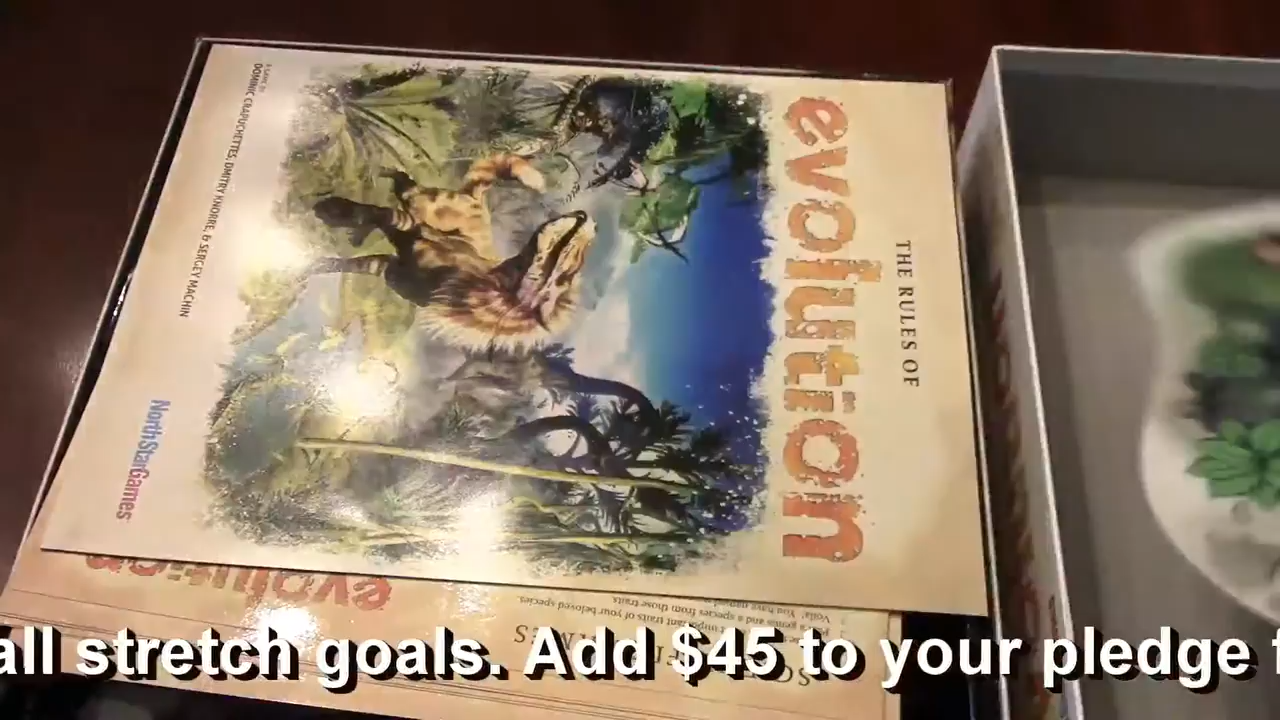 THE RULES OF
evolution
A GAME BY
DOMINIC CRAPUCHETTES, DMITRY KNORRE, & SERGEY MACHIN
NorthStarGames
evolution
all stretch goals. Add $45 to your pledge